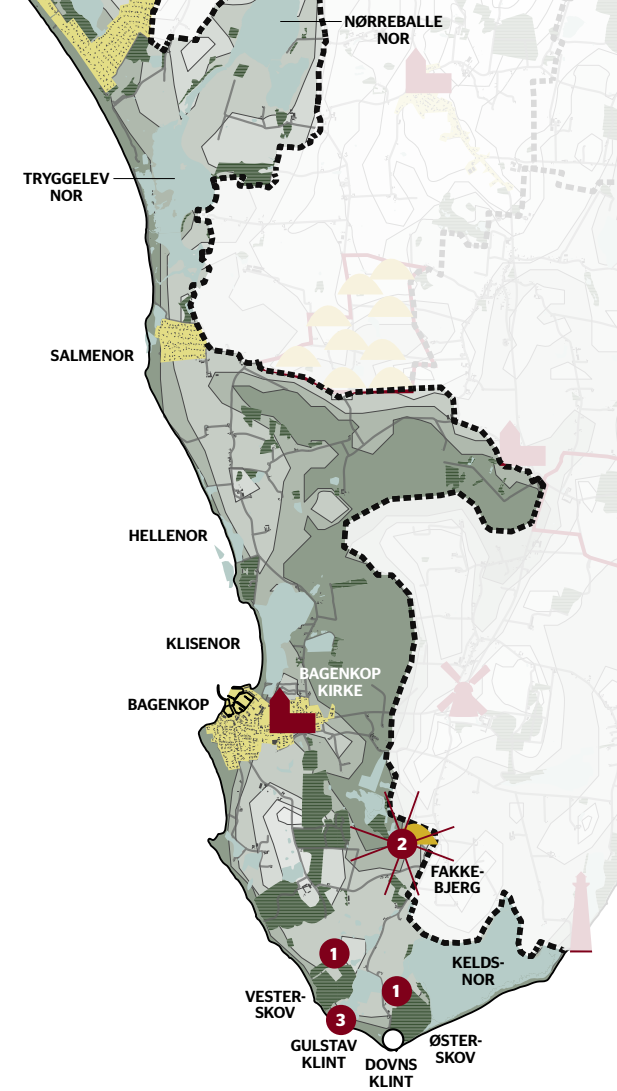 NØRREBALLE
NOR
TRYGGELEV
NOR
SALMENOR
HELLENOR
KLISENOR
BAGENKOP
KIRKE
BAGENKOP
2
FAKKE-
BJERG
1
KELDS-
NOR
1
VESTER-
SKOV
3
GULSTAV
KLINT
ØSTER-
SKOV
DOVNS
KLINT